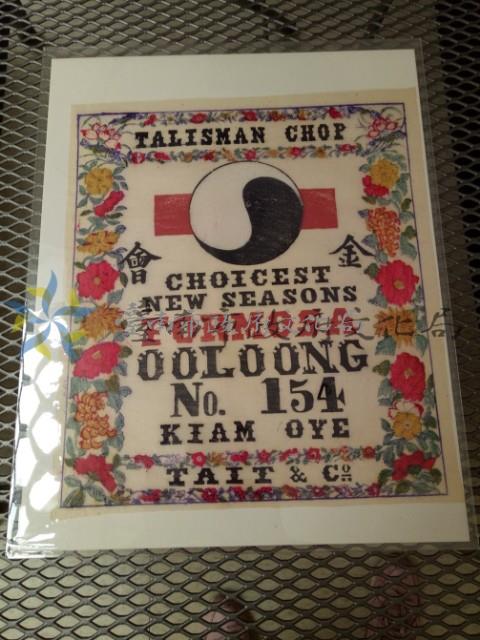 TALISMAN CHOP
會 金
CHOICEST
NEW SEASONS
FORMOSA
OOLOONG
No. 154
KIAM OYE
TAIT & Co